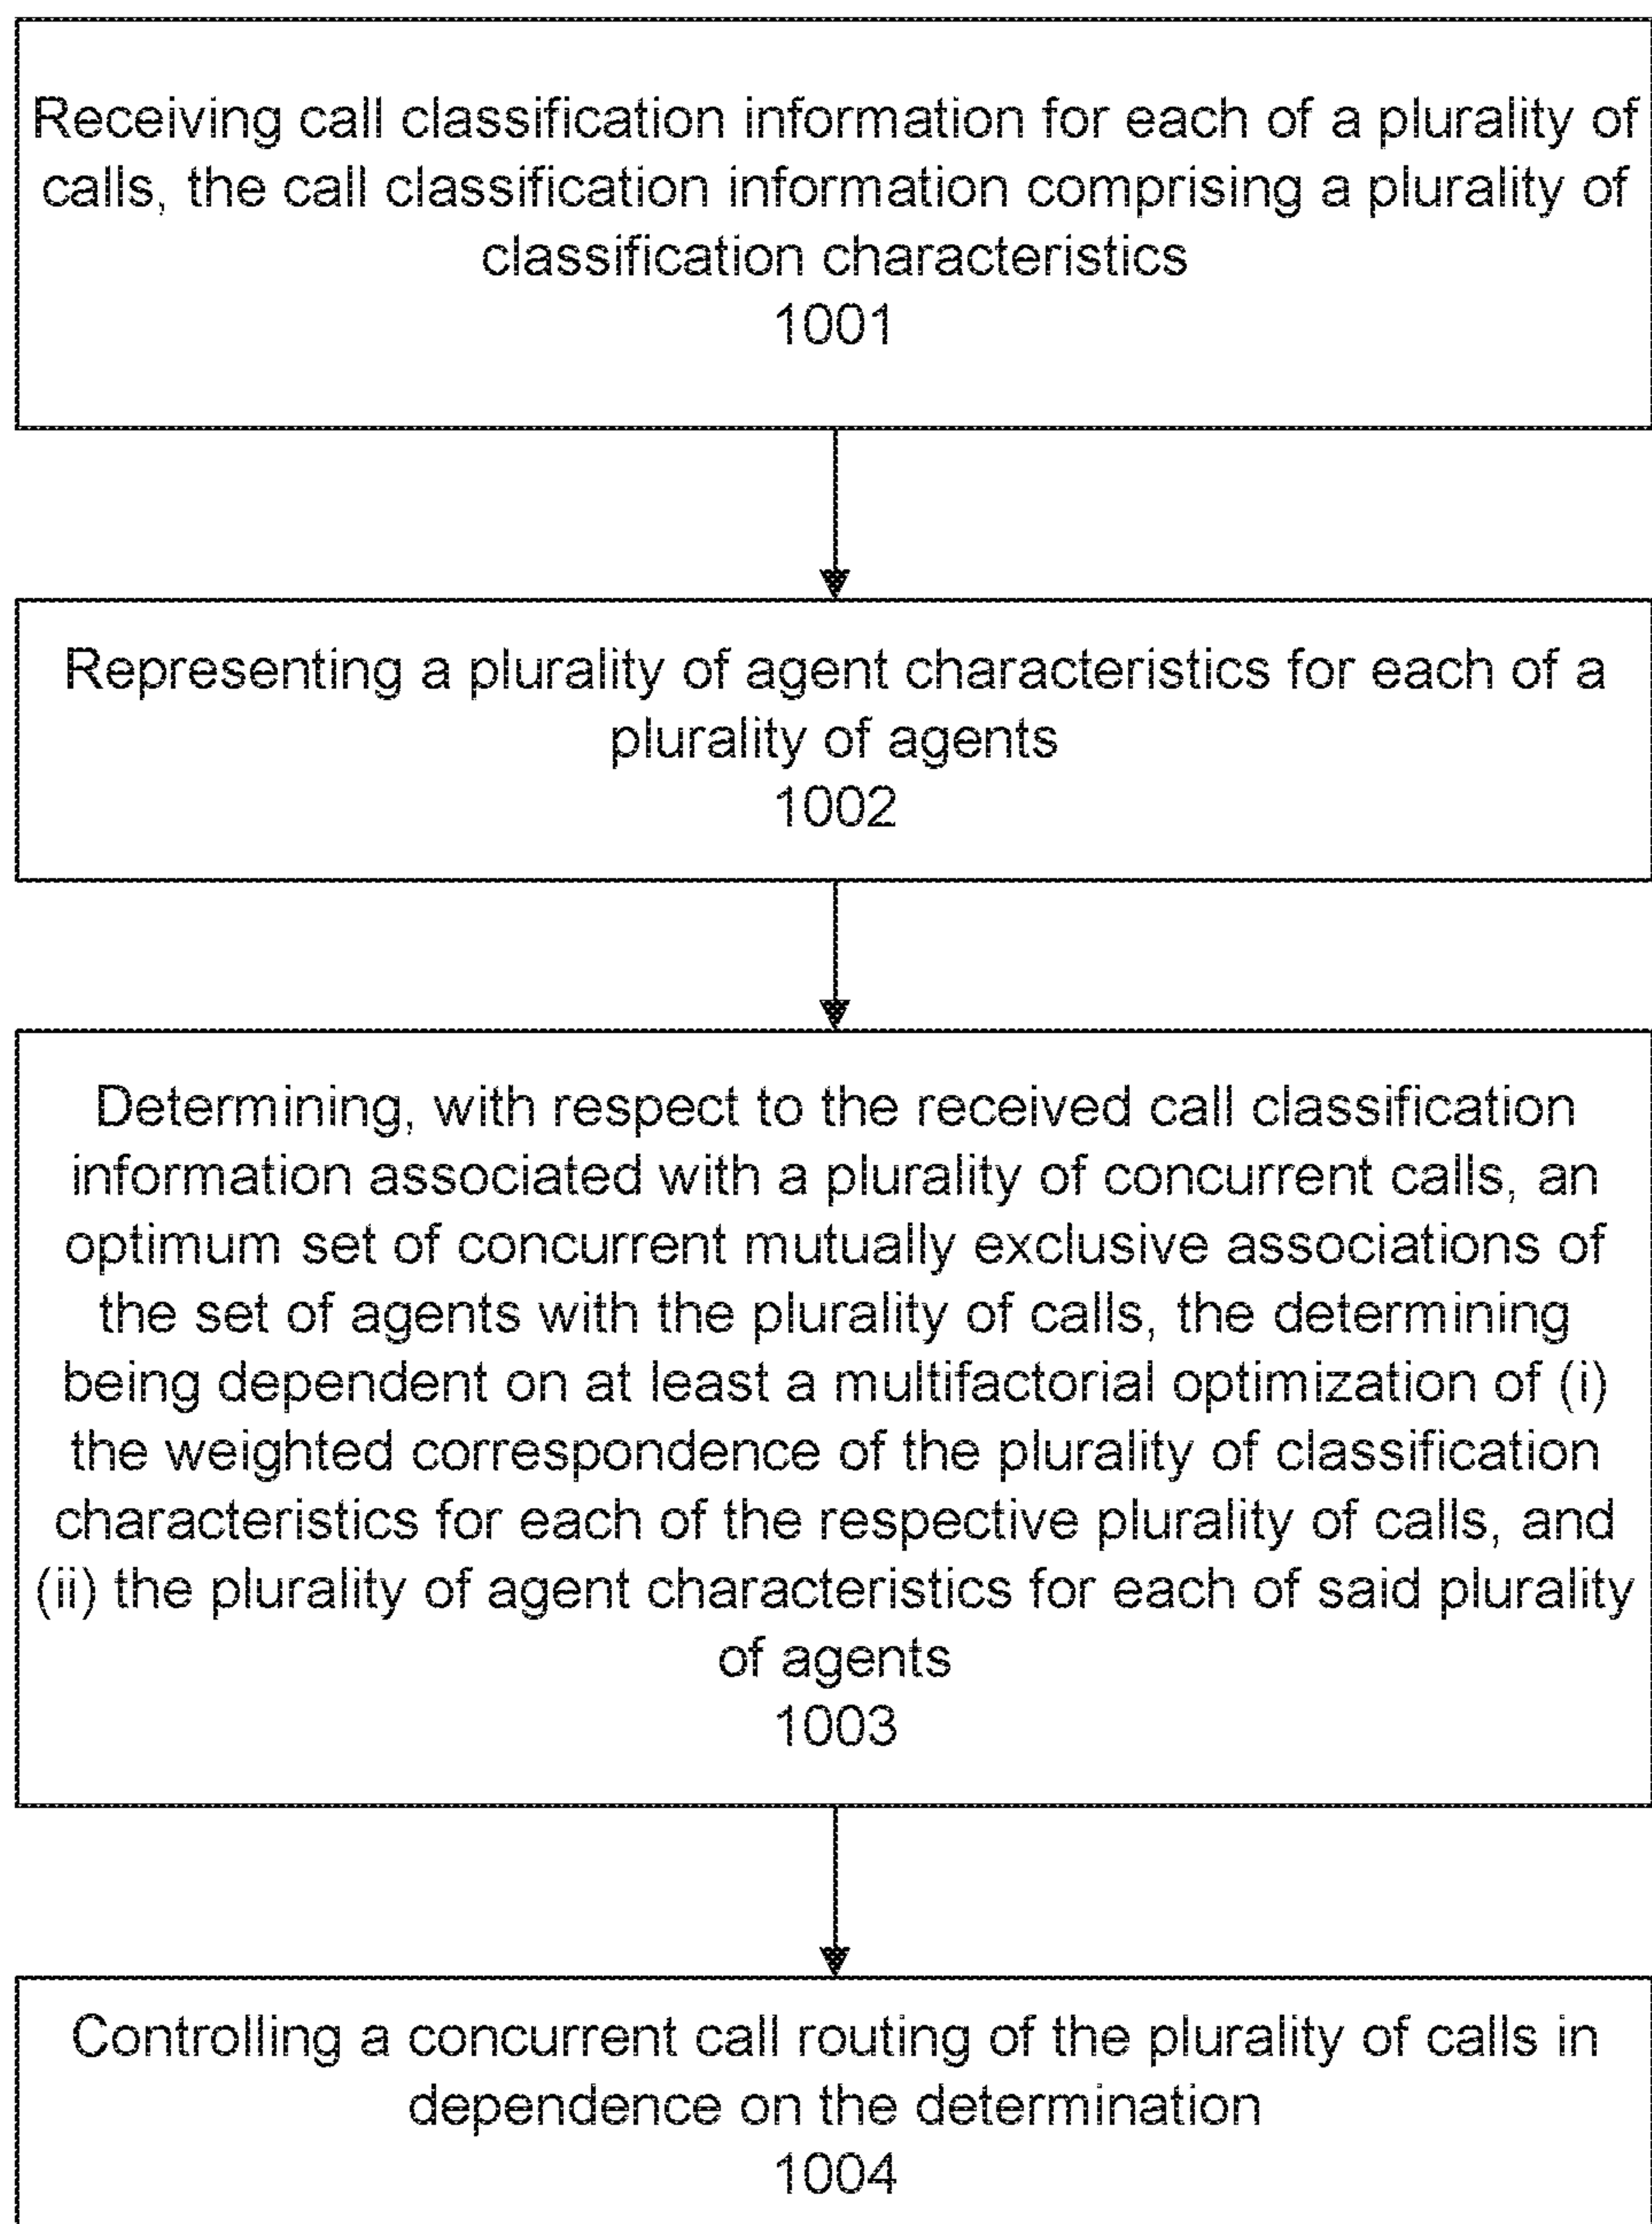 Receiving call classification information for each of a plurality of
calls, the call classification information comprising a plurality of
classification characteristics
1001
Representing a plurality of agent characteristics for each of a
plurality of agents
1002
Determining, with respect to the received call classification
information associated with a plurality of concurrent calls, an
optimum set of concurrent mutually exclusive associations of
the set of agents with the plurality of calls, the determining
being dependent on at least a multifactorial optimization of (i)
the weighted correspondence of the plurality of classification
characteristics for each of the respective plurality of calls, and
(ii) the plurality of agent characteristics for each of said plurality
of agents
1003
Controlling a concurrent call routing of the plurality of calls in
dependence on the determination
1004